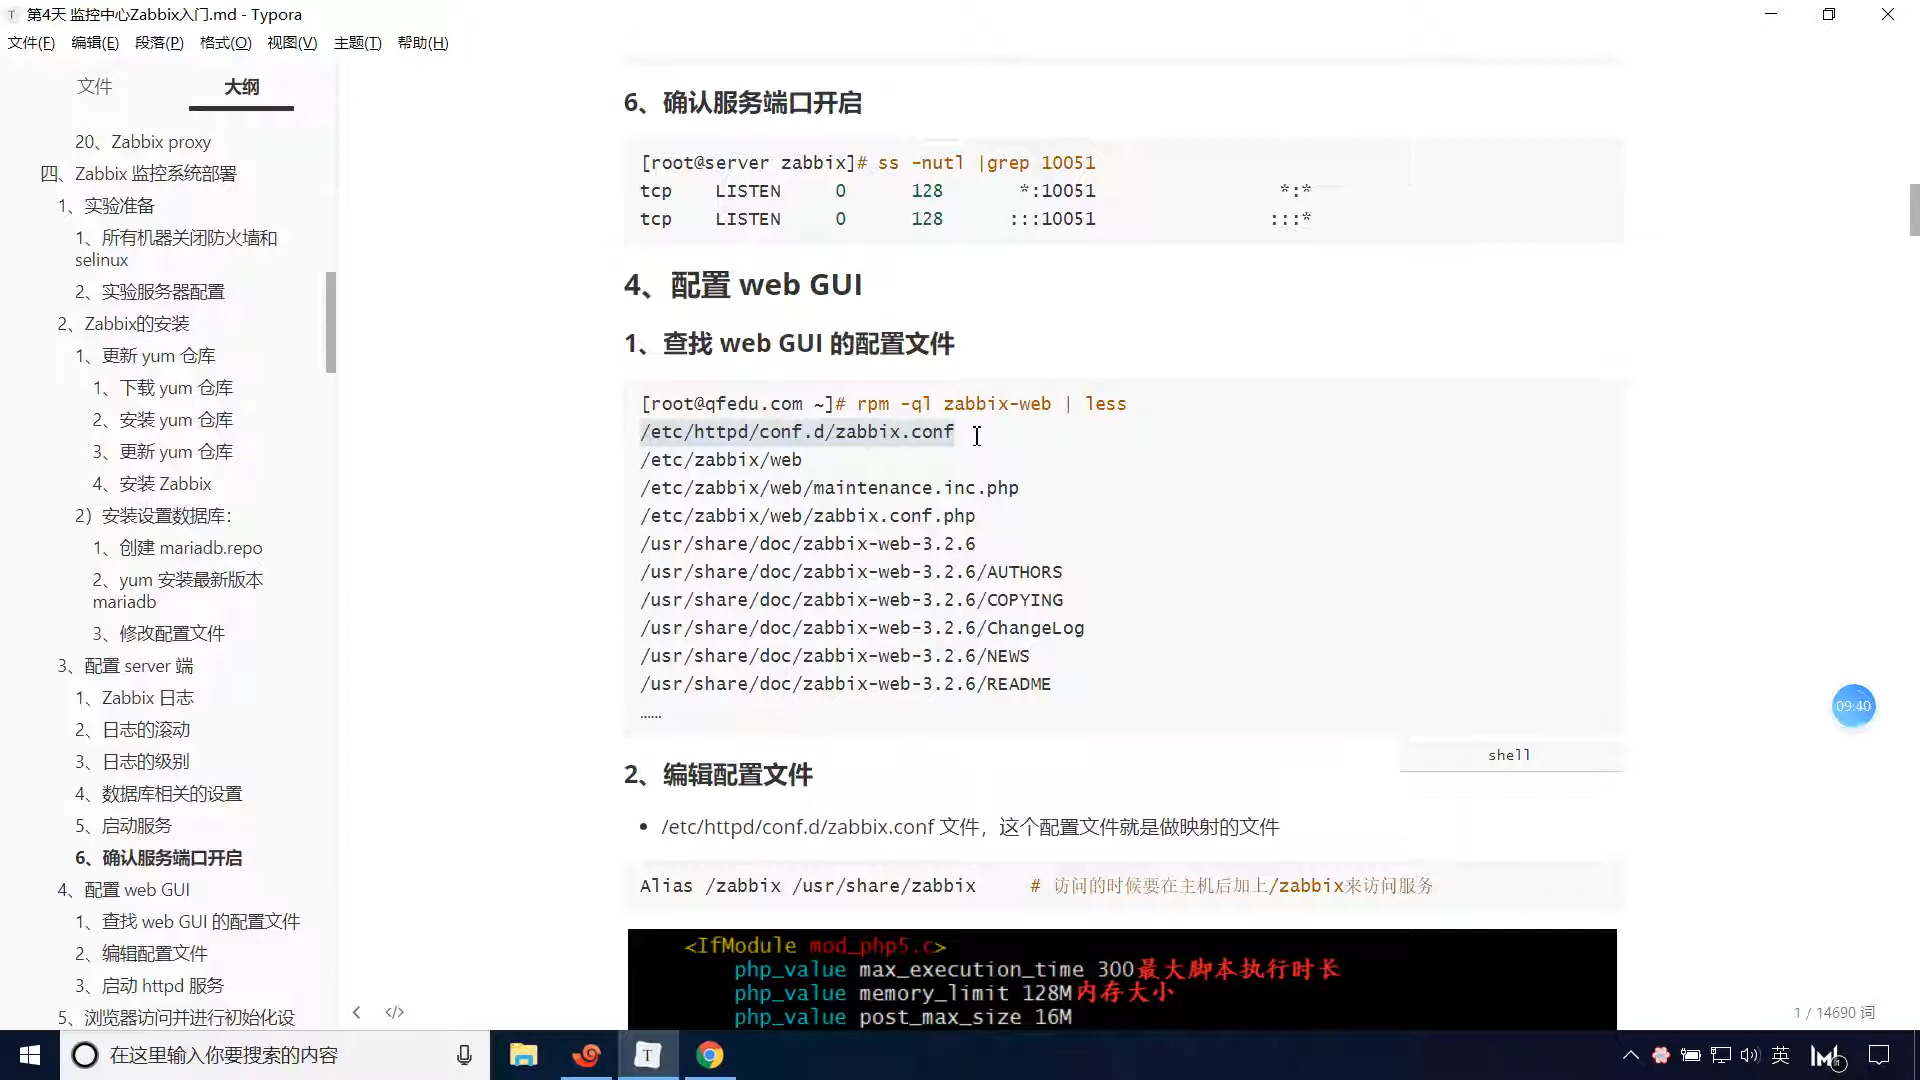 第4天 监控中心Zabbix入门.md - Typora
文件(F) 编辑(E) 段落(P) 格式(O) 视图(V) 主题(T) 帮助(H)
文件 大纲
20、Zabbix proxy
四、Zabbix 监控系统部署
1、实验准备
1、所有机器关闭防火墙和
selinux
2、实验服务器配置
2、Zabbix的安装
1、更新 yum 仓库
1、下载 yum 仓库
2、安装 yum 仓库
3、更新 yum 仓库
4、安装 Zabbix
2）安装设置数据库：
1、创建 mariadb.repo
2、yum 安装最新版本
mariadb
3、修改配置文件
3、配置 server 端
1、Zabbix 日志
2、日志的滚动
3、日志的级别
4、数据库相关的设置
5、启动服务
6、确认服务端口开启
4、配置 web GUI
1、查找 web GUI 的配置文件
2、编辑配置文件
3、启动 httpd 服务
5、浏览器访问并进行初始化设
6、确认服务端口开启
[root@server zabbix]# ss -nutl |grep 10051
tcp LISTEN 0 128 *:10051 *:*
tcp LISTEN 0 128 :::10051 :::*
4、配置 web GUI
1、查找 web GUI 的配置文件
[root@qfedu.com ~]# rpm -ql zabbix-web | less
/etc/httpd/conf.d/zabbix.conf
/etc/zabbix/web
/etc/zabbix/web/maintenance.inc.php
/etc/zabbix/web/zabbix.conf.php
/usr/share/doc/zabbix-web-3.2.6
/usr/share/doc/zabbix-web-3.2.6/AUTHORS
/usr/share/doc/zabbix-web-3.2.6/COPYING
/usr/share/doc/zabbix-web-3.2.6/ChangeLog
/usr/share/doc/zabbix-web-3.2.6/NEWS
/usr/share/doc/zabbix-web-3.2.6/README
……
shell
2、编辑配置文件
• /etc/httpd/conf.d/zabbix.conf 文件，这个配置文件就是做映射的文件
Alias /zabbix /usr/share/zabbix # 访问的时候要在主机后加上/zabbix来访问服务
<IfModule mod_php5.c>
php_value max_execution_time 300最大脚本执行时长
php_value memory_limit 128M内存大小
php_value post_max_size 16M
09:40
1 / 14690 词
在这里输入你要搜索的内容
英